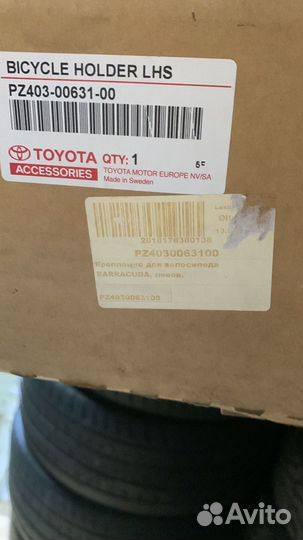 BICYCLE HOLDER LHS
PZ403-00631-00
TOYOTA QTY: 1
ACCESSORIES
TOYOTA MOTOR EUROPE NV/SA
Made in Sweden
PZ4030063100
Крепление для велосипеда
BARRACUDA, левое.
PZ4030063100
Avito